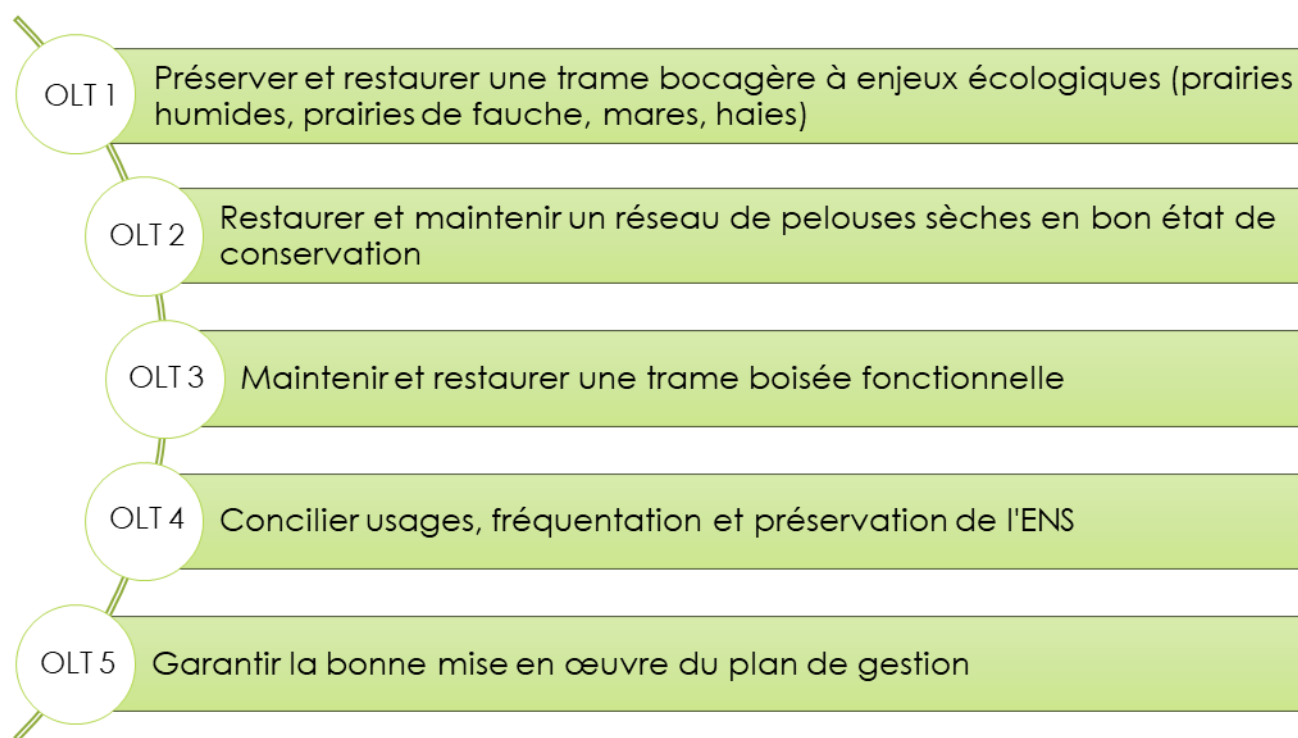 OLT 1
Préserver et restaurer une trame bocagère à enjeux écologiques (prairies
humides, prairies de fauche, mares, haies)
OLT 2
Restaurer et maintenir un réseau de pelouses sèches en bon état de
conservation
OLT 3
Maintenir et restaurer une trame boisée fonctionnelle
OLT 4
Concilier usages, fréquentation et préservation de l'ENS
OLT 5
Garantir la bonne mise en œuvre du plan de gestion